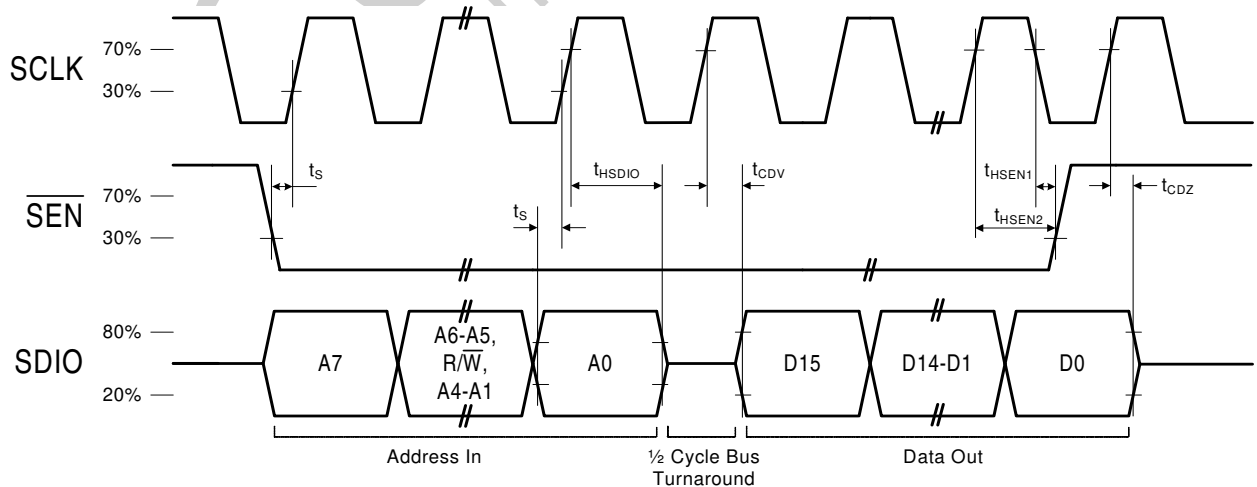 SCLK
70%
30%
SEN
70%
30%
tS
tS
tHSDIO
tCDV
tHSEN1
tHSEN2
tCDZ
SDIO
80%
20%
A7
A6-A5,
R/W,
A4-A1
A0
D15
D14-D1
D0
Address In
½ Cycle Bus
Turnaround
Data Out